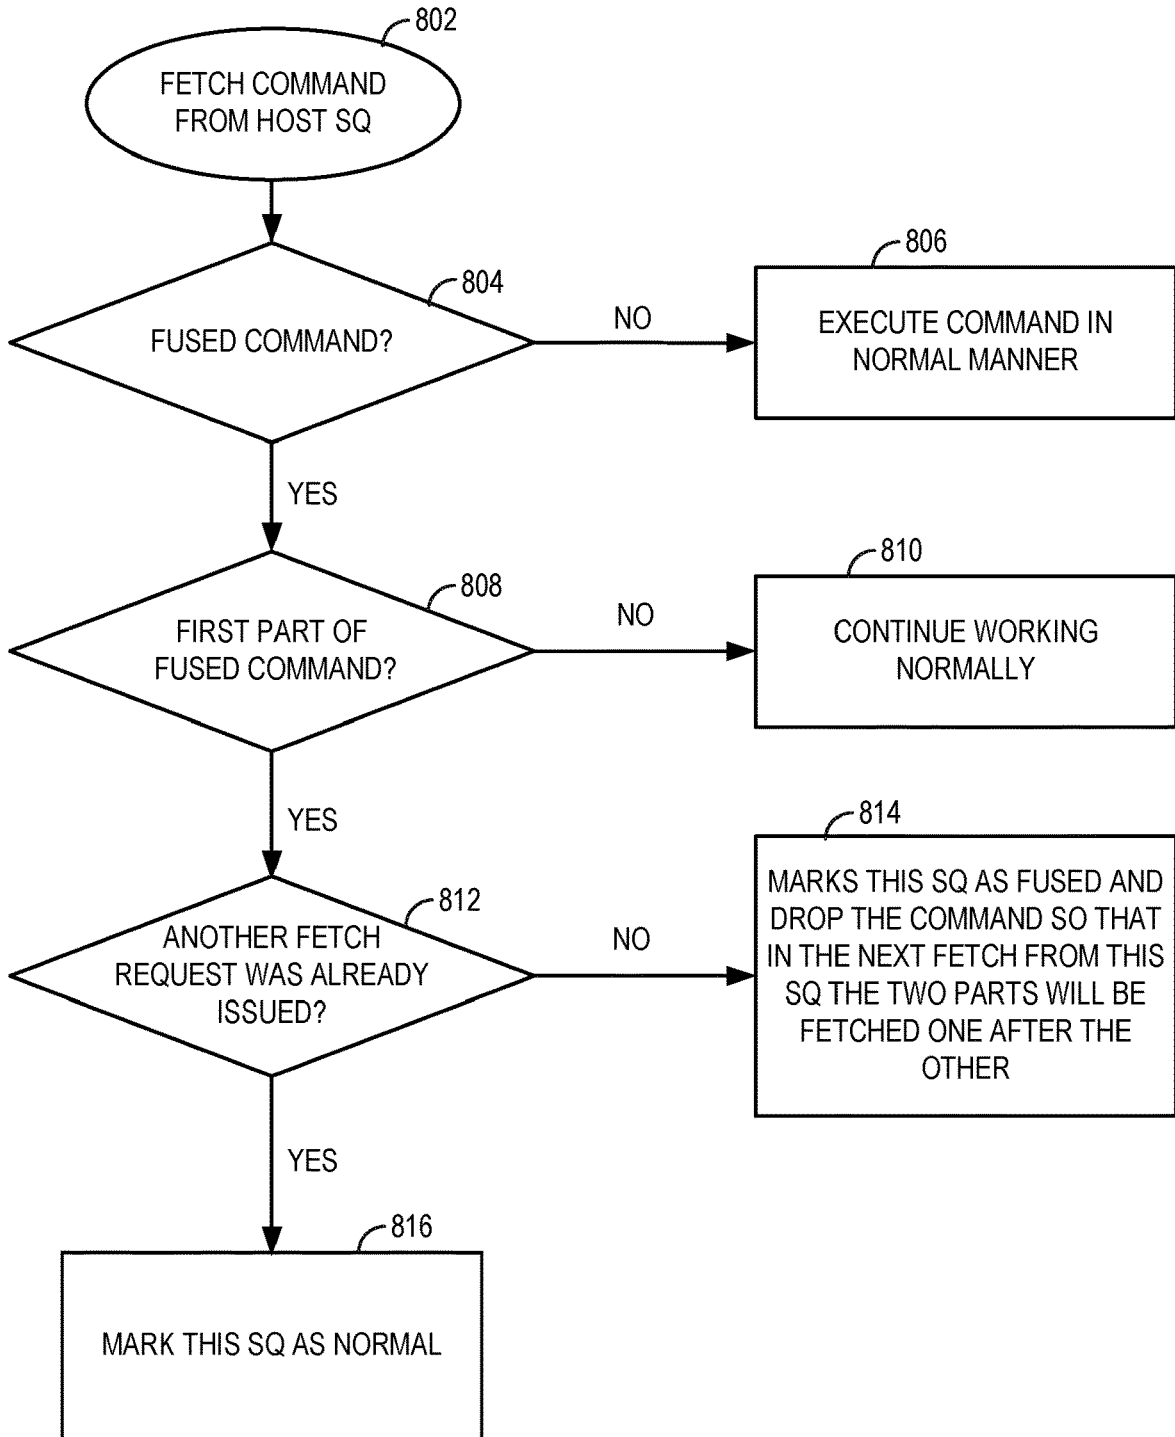 802
FETCH COMMAND
FROM HOST SQ
804
FUSED COMMAND?
NO
806
EXECUTE COMMAND IN
NORMAL MANNER
YES
808
FIRST PART OF
FUSED COMMAND?
NO
810
CONTINUE WORKING
NORMALLY
YES
812
ANOTHER FETCH
REQUEST WAS ALREADY
ISSUED?
NO
814
MARKS THIS SQ AS FUSED AND
DROP THE COMMAND SO THAT
IN THE NEXT FETCH FROM THIS
SQ THE TWO PARTS WILL BE
FETCHED ONE AFTER THE
OTHER
YES
816
MARK THIS SQ AS NORMAL